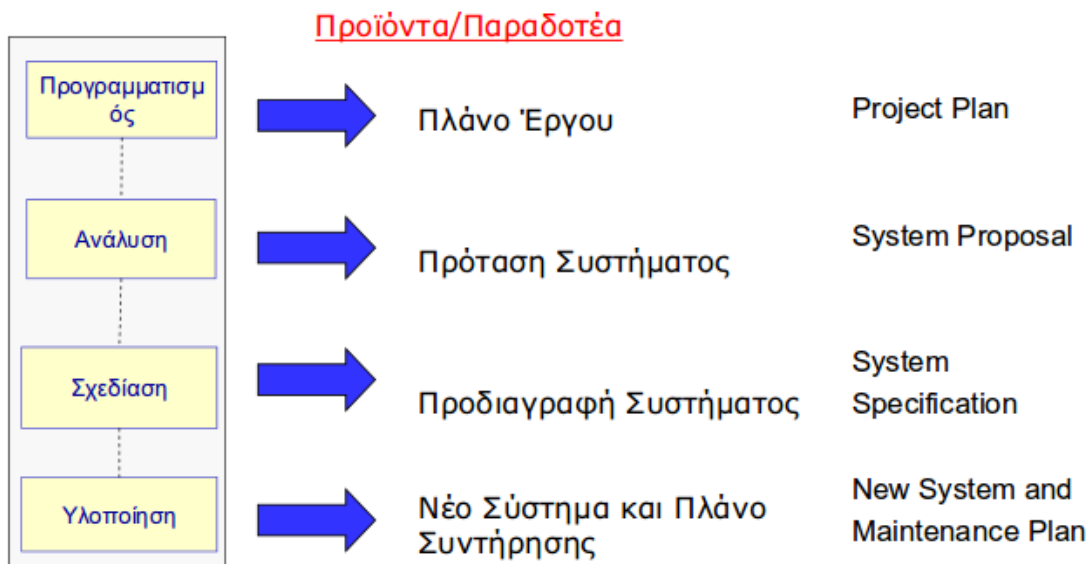 Προϊόντα/Παραδοτέα
Προγραμματισμ
ός
Πλάνο Έργου
Project Plan
Ανάλυση
Πρόταση Συστήματος
System Proposal
Σχεδίαση
Προδιαγραφή Συστήματος
System
Specification
Υλοποίηση
Νέο Σύστημα και Πλάνο
Συντήρησης
New System and
Maintenance Plan